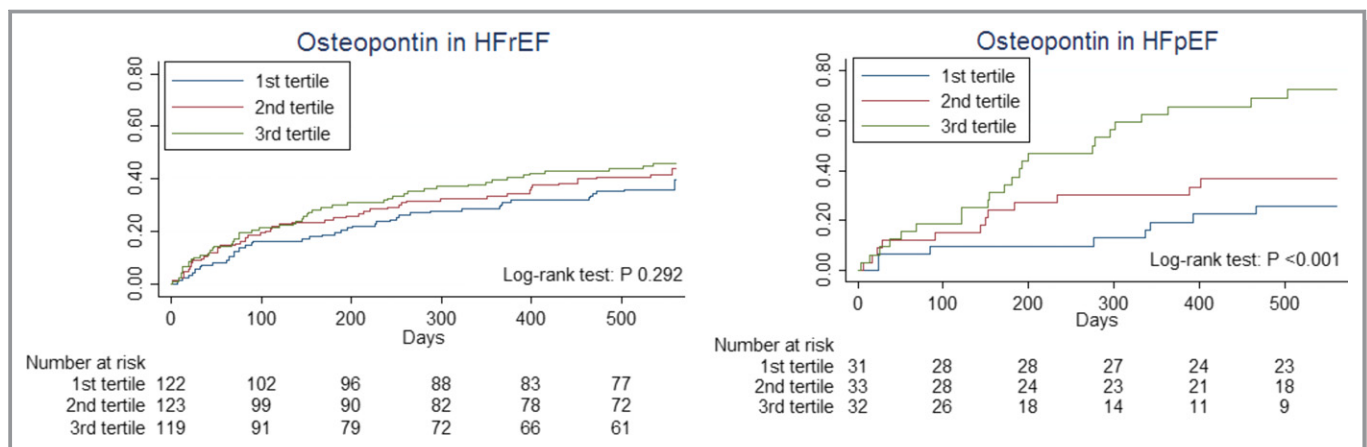 Osteopontin in HFrEF
1st tertile
2nd tertile
3rd tertile
0.80
0.60
0.40
0.20
0.00
Log-rank test: P 0.292
0 100 200 300 400 500
Days
Number at risk
1st tertile 122 102 96 88 83 77
2nd tertile 123 99 90 82 78 72
3rd tertile 119 91 79 72 66 61
Osteopontin in HFpEF
1st tertile
2nd tertile
3rd tertile
0.80
0.60
0.40
0.20
0.00
Log-rank test: P <0.001
0 100 200 300 400 500
Days
Number at risk
1st tertile 31 28 28 27 24 23
2nd tertile 33 28 24 23 21 18
3rd tertile 32 26 18 14 11 9